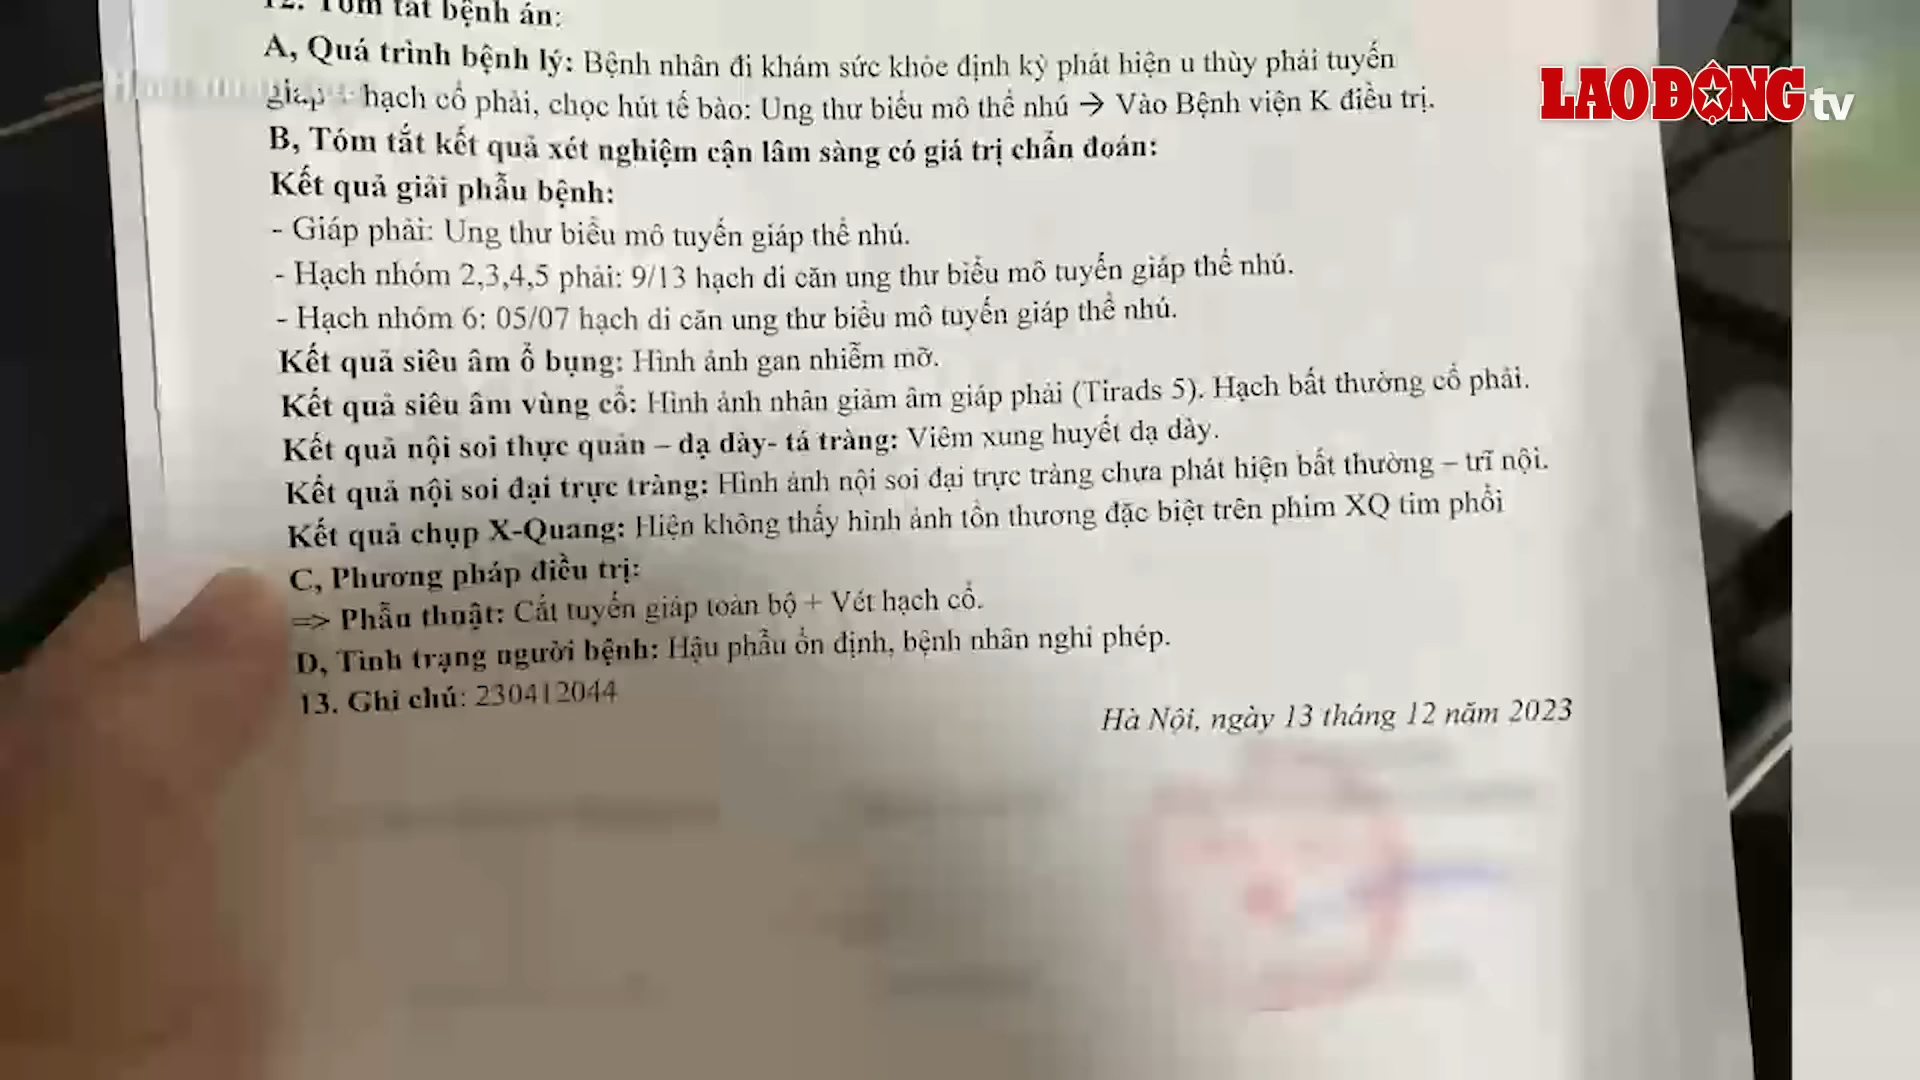 12. Tóm tắt bệnh án:
A, Quá trình bệnh lý: Bệnh nhân đi khám sức khỏe định kỳ phát hiện u thùy phải tuyến
giáp + hạch cổ phải, chọc hút tế bào: Ung thư biểu mô thể nhú → Vào Bệnh viện K điều trị.
LAO ĐỘNG tv
B, Tóm tắt kết quả xét nghiệm cận lâm sàng có giá trị chẩn đoán:
Kết quả giải phẫu bệnh:
- Giáp phải: Ung thư biểu mô tuyến giáp thể nhú.
- Hạch nhóm 2,3,4,5 phải: 9/13 hạch di căn ung thư biểu mô tuyến giáp thể nhú.
- Hạch nhóm 6: 05/07 hạch di căn ung thư biểu mô tuyến giáp thể nhú.
Kết quả siêu âm ổ bụng: Hình ảnh gan nhiễm mỡ.
Kết quả siêu âm vùng cổ: Hình ảnh nhân giảm âm giáp phải (Tirads 5). Hạch bất thường cổ phải.
Kết quả nội soi thực quản – dạ dày- tá tràng: Viêm xung huyết dạ dày.
Kết quả nội soi đại trực tràng: Hình ảnh nội soi đại trực tràng chưa phát hiện bất thường – trĩ nội.
Kết quả chụp X-Quang: Hiện không thấy hình ảnh tổn thương đặc biệt trên phim XQ tim phổi
C, Phương pháp điều trị:
=> Phẫu thuật: Cắt tuyến giáp toàn bộ + Vét hạch cổ.
D, Tình trạng người bệnh: Hậu phẫu ổn định, bệnh nhân nghỉ phép.
13. Ghi chú: 230412044
Hà Nội, ngày 13 tháng 12 năm 2023